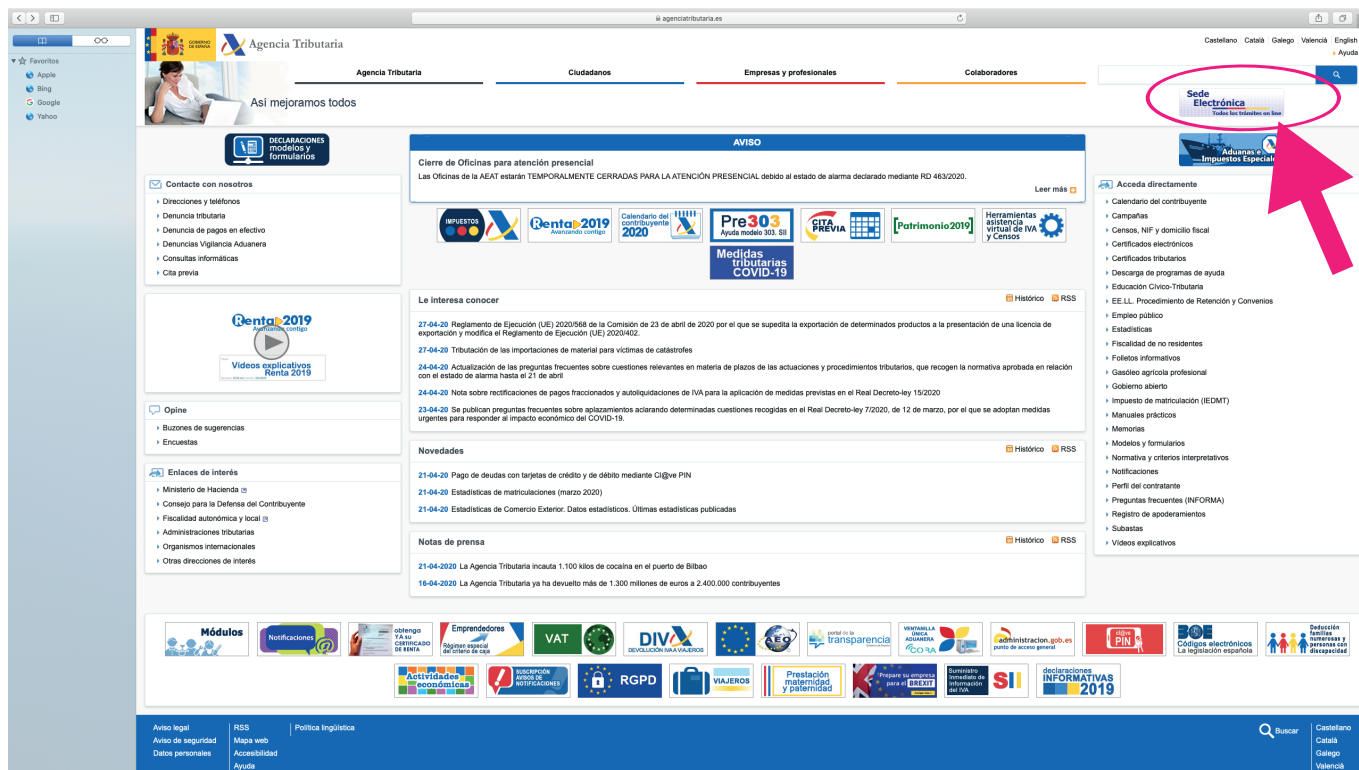 agenciatributaria.es
Favoritos
Apple
Bing
Google
Yahoo
GOBIERNO DE ESPAÑA
Agencia Tributaria
Castellano Català Galego Valencià English
Ayuda
Agencia Tributaria
Ciudadanos
Empresas y profesionales
Colaboradores
Así mejoramos todos
Sede
Electrónica
Todos los trámites on line
DECLARACIONES
modelos y
formularios
AVISO
Cierre de Oficinas para atención presencial
Las Oficinas de la AEAT estarán TEMPORALMENTE CERRADAS PARA LA ATENCIÓN PRESENCIAL debido al estado de alarma declarado mediante RD 463/2020.
Leer más
Aduanas e
Impuestos Especiale
Contacte con nosotros
Direcciones y teléfonos
Denuncia tributaria
Denuncia de pagos en efectivo
Denuncias Vigilancia Aduanera
Consultas informáticas
Cita previa
IMPUESTOS
Renta 2019
Avanzando contigo
Calendario del
contribuyente
2020
Pre303
Ayuda modelo 303. SII
CITA
PREVIA
[Patrimonio2019]
Herramientas
asistencia
virtual de IVA
y Censos
Medidas
tributarias
COVID-19
Renta 2019
Avanzando contigo
Vídeos explicativos
Renta 2019
Le interesa conocer
Histórico RSS
27-04-20 Reglamento de Ejecución (UE) 2020/568 de la Comisión de 23 de abril de 2020 por el que se supedita la exportación de determinados productos a la presentación de una licencia de
exportación y modifica el Reglamento de Ejecución (UE) 2020/402.
27-04-20 Tributación de las importaciones de material para víctimas de catástrofes
24-04-20 Actualización de las preguntas frecuentes sobre cuestiones relevantes en materia de plazos de las actuaciones y procedimientos tributarios, que recogen la normativa aprobada en relación
con el estado de alarma hasta el 21 de abril
24-04-20 Nota sobre rectificaciones de pagos fraccionados y autoliquidaciones de IVA para la aplicación de medidas previstas en el Real Decreto-ley 15/2020
23-04-20 Se publican preguntas frecuentes sobre aplazamientos aclarando determinadas cuestiones recogidas en el Real Decreto-ley 7/2020, de 12 de marzo, por el que se adoptan medidas
urgentes para responder al impacto económico del COVID-19.
Opine
Buzones de sugerencias
Encuestas
Enlaces de interés
Ministerio de Hacienda
Consejo para la Defensa del Contribuyente
Fiscalidad autonómica y local
Administraciones tributarias
Organismos internacionales
Otras direcciones de interés
Novedades
Histórico RSS
21-04-20 Pago de deudas con tarjetas de crédito y de débito mediante Cl@ve PIN
21-04-20 Estadísticas de matriculaciones (marzo 2020)
21-04-20 Estadísticas de Comercio Exterior. Datos estadísticos. Últimas estadísticas publicadas
Notas de prensa
Histórico RSS
21-04-2020 La Agencia Tributaria incauta 1.100 kilos de cocaína en el puerto de Bilbao
16-04-2020 La Agencia Tributaria ya ha devuelto más de 1.300 millones de euros a 2.400.000 contribuyentes
Acceda directamente
Calendario del contribuyente
Campañas
Censos, NIF y domicilio fiscal
Certificados electrónicos
Certificados tributarios
Descarga de programas de ayuda
Educación Cívico-Tributaria
EE.LL. Procedimiento de Retención y Convenios
Empleo público
Estadísticas
Fiscalidad de no residentes
Folletos informativos
Gasóleo agrícola profesional
Gobierno abierto
Impuesto de matriculación (IEDMT)
Manuales prácticos
Memorias
Modelos y formularios
Normativa y criterios interpretativos
Notificaciones
Perfil del contratante
Preguntas frecuentes (INFORMA)
Registro de apoderamientos
Subastas
Vídeos explicativos
Módulos
Notificaciones
obtenga
YA su
CERTIFICADO
DE RENTA
Emprendedores
Régimen especial
del criterio de caja
VAT
DIVA
DEVOLUCIÓN IVA A VIAJEROS
AEO
portal de la
transparencia
VENTANILLA
ÚNICA
ADUANERA
CORA
administracion.gob.es
punto de acceso general
cl@ve
PIN
BOE
Códigos electrónicos
La legislación española
Deducción
familias
numerosas y
personas con
discapacidad
Actividades
económicas
SUSCRIPCIÓN
AVISOS DE
NOTIFICACIONES
RGPD
VIAJEROS
Prestación
maternidad
y paternidad
Prepare su empresa
para el BREXIT
Suministro
Inmediato de
Información
del IVA
SII
declaraciones
INFORMATIVAS
2019
Aviso legal
Aviso de seguridad
Datos personales
RSS
Mapa web
Accesibilidad
Ayuda
Política lingüística
Buscar
Castellano
Català
Galego
Valencià